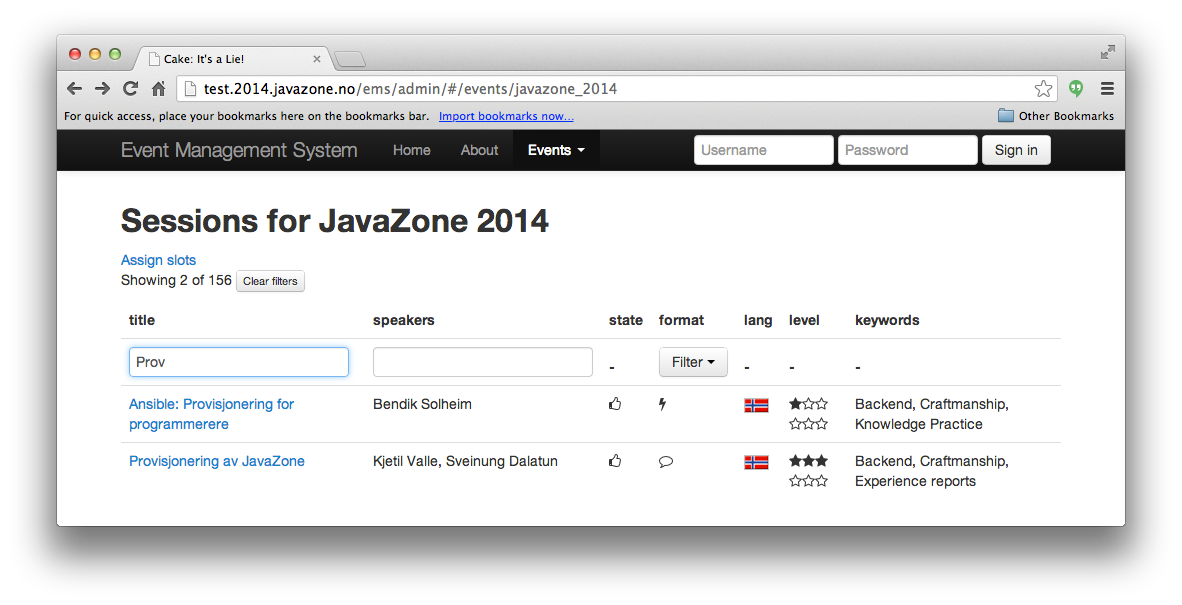 Cake: It's a Lie!
test.2014.javazone.no/ems/admin/#/events/javazone_2014
For quick access, place your bookmarks here on the bookmarks bar. Import bookmarks now... Other Bookmarks
Event Management System Home About Events Username Password Sign in
Sessions for JavaZone 2014
Assign slots
Showing 2 of 156 Clear filters
title speakers state format lang level keywords
Prov - Filter - - -
Ansible: Provisjonering for Bendik Solheim Backend, Craftmanship,
programmerere Knowledge Practice
Provisjonering av JavaZone Kjetil Valle, Sveinung Dalatun Backend, Craftmanship,
Experience reports